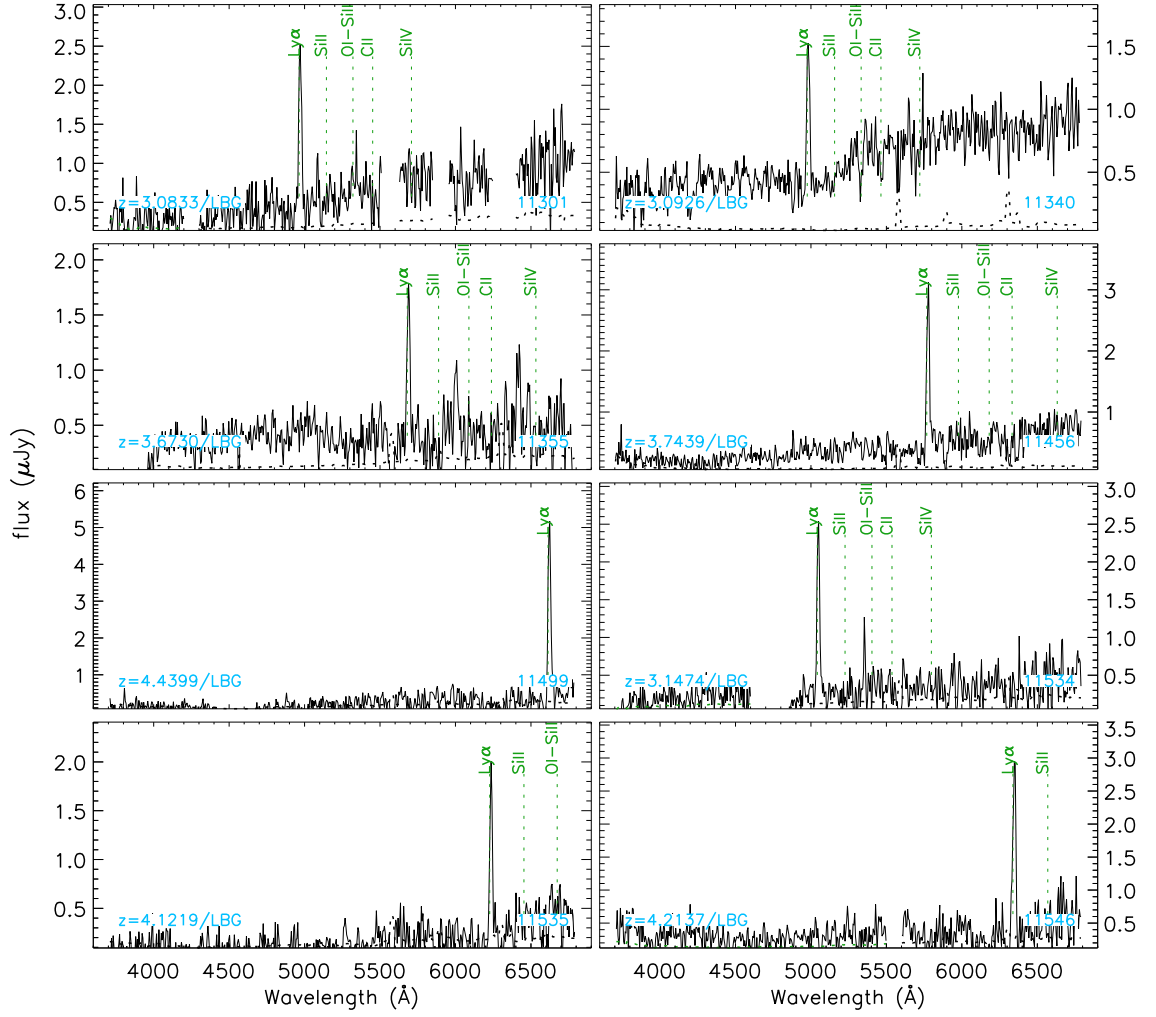 3.0
2.5
2.0
1.5
1.0
0.5
Lyα
SiII
OI–SiII
CII
SiIV
z=3.0833/LBG
11301
1.5
1.0
0.5
Lyα
SiII
OI–SiII
CII
SiIV
z=3.0926/LBG
11340
2.0
1.5
1.0
0.5
Lyα
SiII
OI–SiII
CII
SiIV
z=3.6730/LBG
11355
3
2
1
Lyα
SiII
OI–SiII
CII
SiIV
z=3.7439/LBG
11456
flux (μJy)
6
5
4
3
2
1
Lyα
z=4.4399/LBG
11499
3.0
2.5
2.0
1.5
1.0
0.5
Lyα
SiII
OI–SiII
CII
SiIV
z=3.1474/LBG
11534
2.0
1.5
1.0
0.5
Lyα
SiII
OI–SiII
z=4.1219/LBG
11535
3.5
3.0
2.5
2.0
1.5
1.0
0.5
Lyα
SiII
z=4.2137/LBG
11546
4000 4500 5000 5500 6000 6500
4000 4500 5000 5500 6000 6500
Wavelength (Å)
Wavelength (Å)